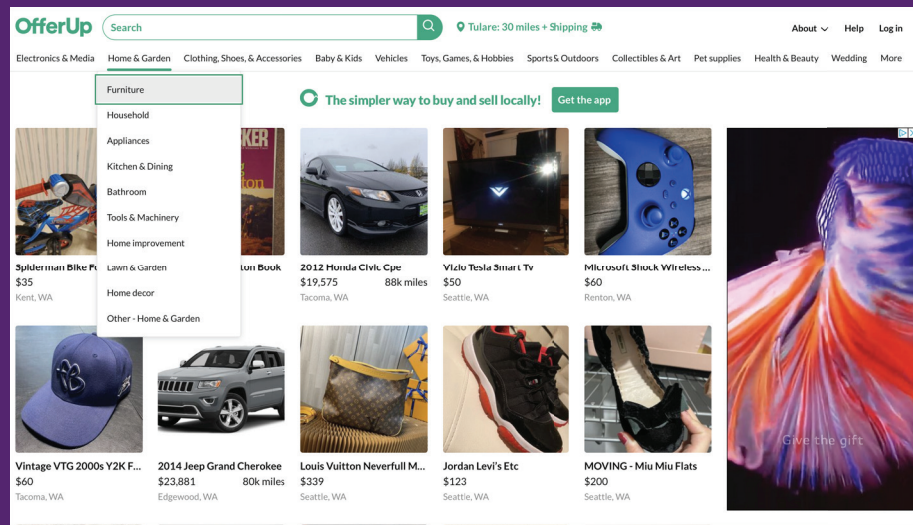 OfferUp
Search
Tulare: 30 miles + Shipping
About
Help
Log in
Electronics & Media
Home & Garden
Clothing, Shoes, & Accessories
Baby & Kids
Vehicles
Toys, Games, & Hobbies
Sports & Outdoors
Collectibles & Art
Pet supplies
Health & Beauty
Wedding
More
Furniture
Household
Appliances
Kitchen & Dining
Bathroom
Tools & Machinery
Home improvement
Lawn & Garden
Home decor
Other - Home & Garden
The simpler way to buy and sell locally!
Get the app
KER
ton
Spiderman Bike
$35
Kent, WA
ton Book
2012 Honda Civic Cpe
$19,575 88k miles
Tacoma, WA
Vizio Tesla Smart Tv
$50
Seattle, WA
Microsoft Shock Wireless ...
$60
Renton, WA
Vintage VTG 2000s Y2K F...
$60
Tacoma, WA
2014 Jeep Grand Cherokee
$23,881 80k miles
Edgewood, WA
Louis Vuitton Neverfull M...
$339
Seattle, WA
Jordan Levi's Etc
$123
Seattle, WA
MOVING - Miu Miu Flats
$200
Seattle, WA
Give the gift